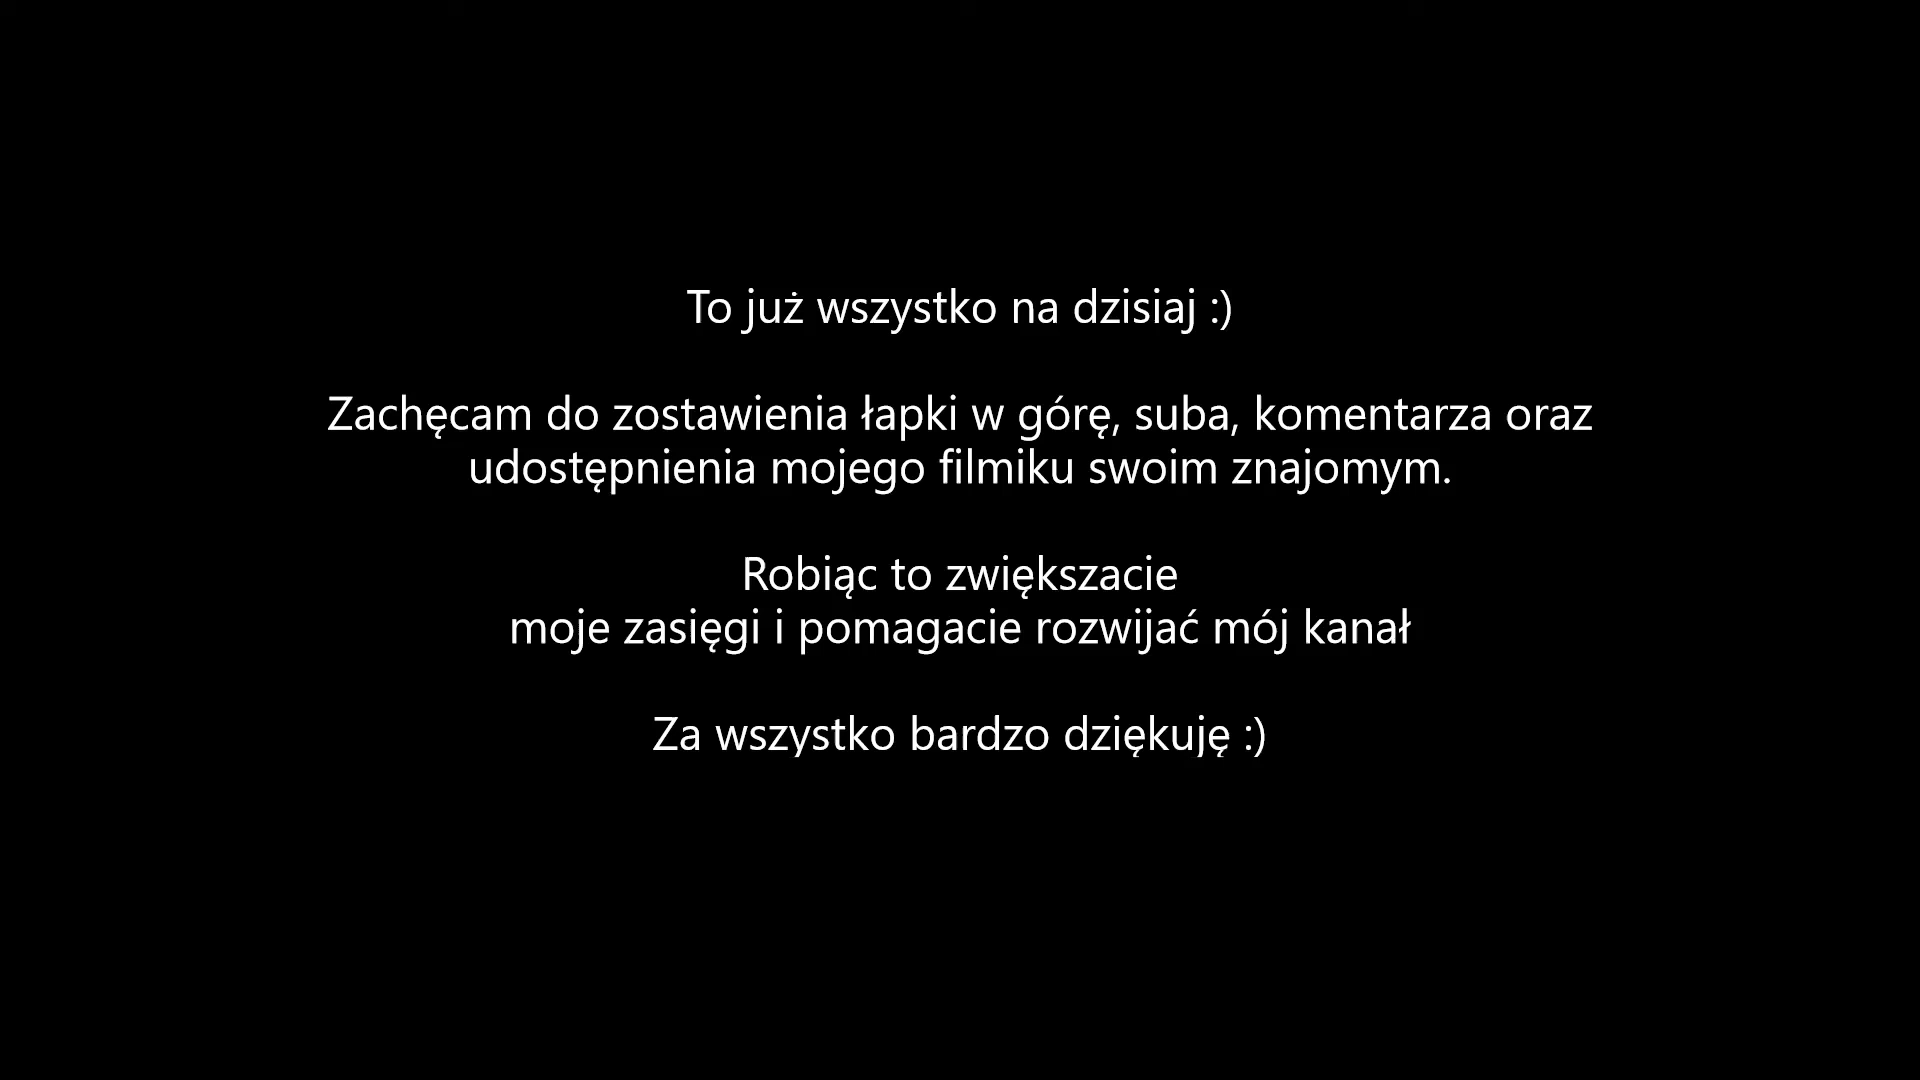 To już wszystko na dzisiaj :)
Zachęcam do zostawienia łapki w górę, suba, komentarza oraz
udostępnienia mojego filmiku swoim znajomym.
Robiąc to zwiększacie
moje zasięgi i pomagacie rozwijać mój kanał
Za wszystko bardzo dziękuję :)